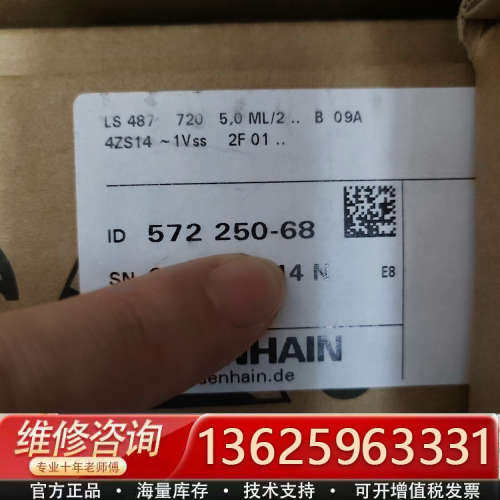 LS 487 720 5,0 ML/2 .. B 09A
4ZS14 ~1Vss 2F 01 ..
ID 572 250-68
SN 14 N E8
NHAIN
enhain.de
维修咨询 13625963331
专业十年老师傅
官方正品 · 海量库存 · 技术支持 · 可开增值税发票